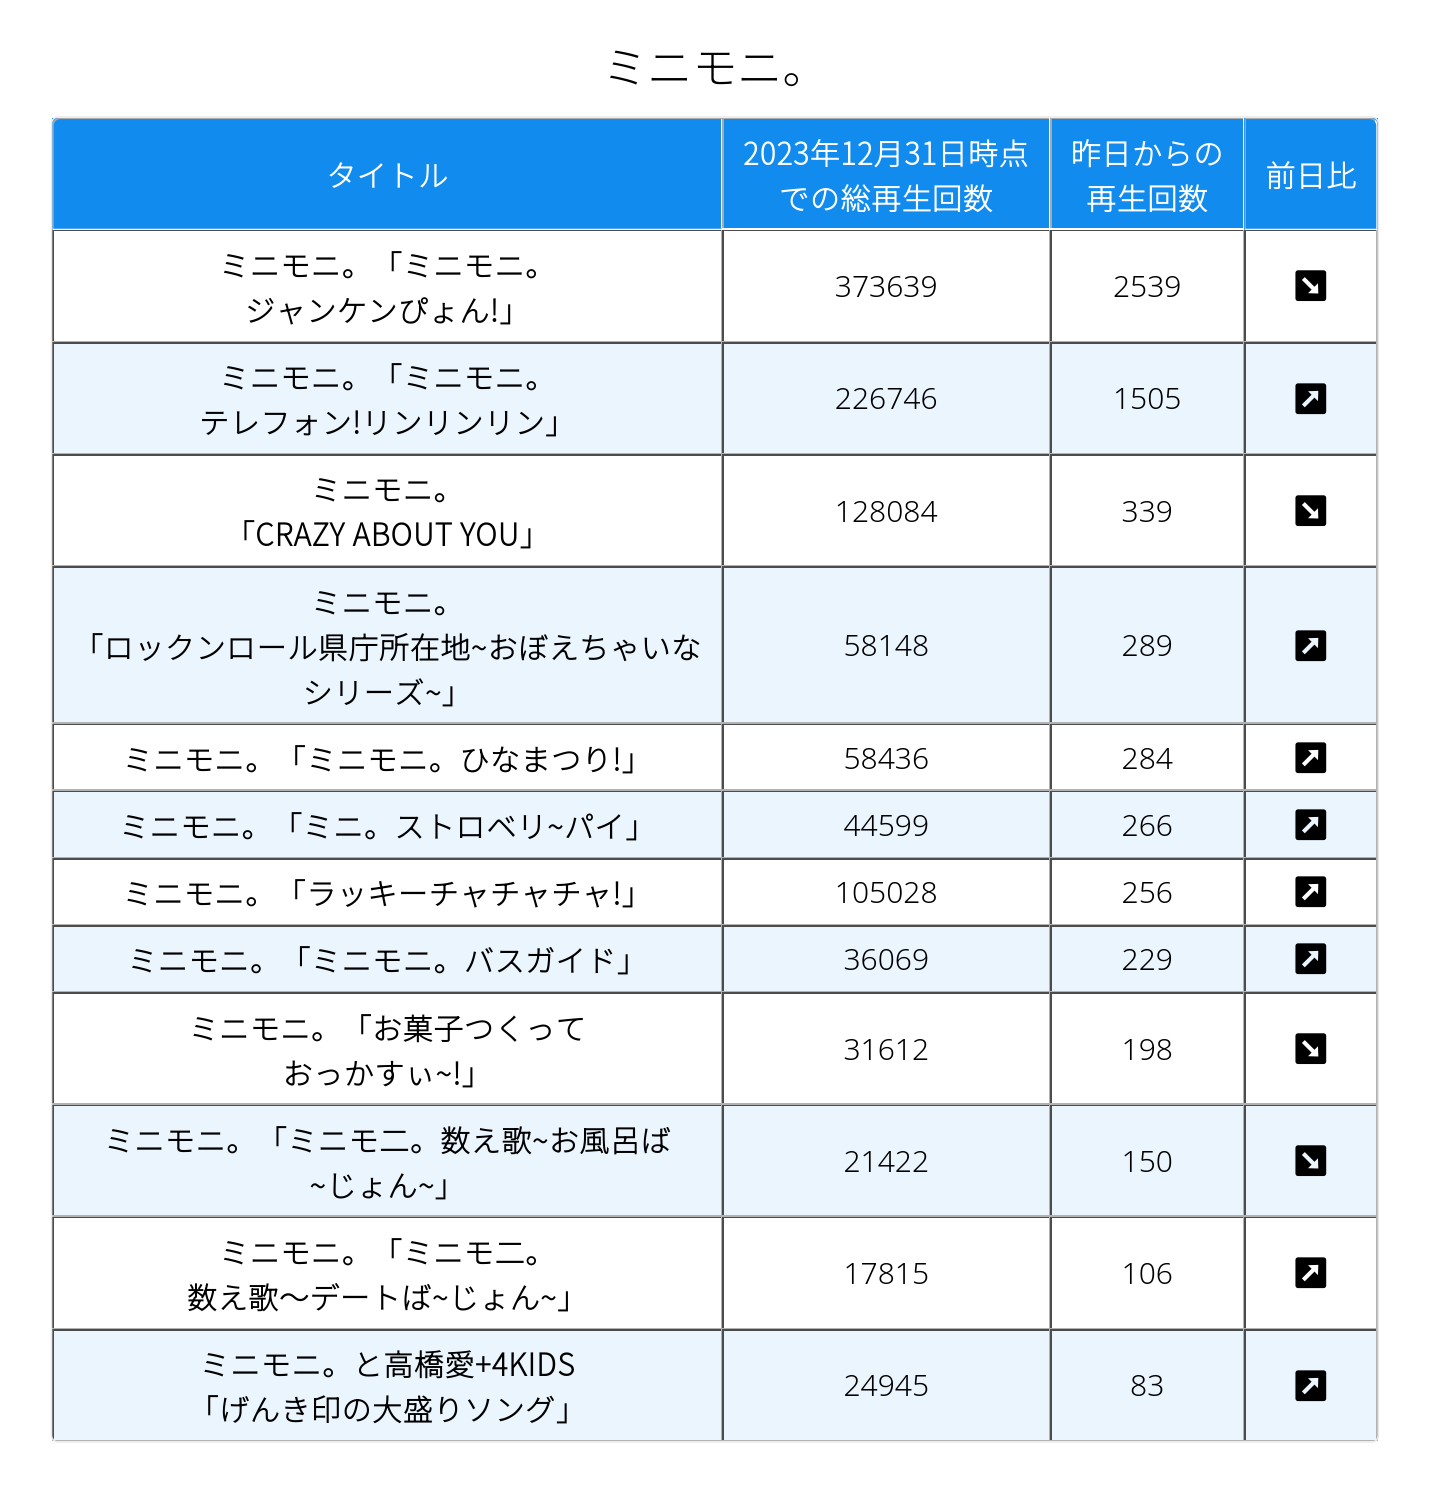 ミニモニ。
タイトル
2023年12月31日時点
での総再生回数
昨日からの
再生回数
前日比
ミニモニ。「ミニモニ。
ジャンケンぴょん!」
373639
2539
ミニモニ。「ミニモニ。
テレフォン!リンリンリン」
226746
1505
ミニモニ。
「CRAZY ABOUT YOU」
128084
339
ミニモニ。
「ロックンロール県庁所在地~おぼえちゃいな
シリーズ~」
58148
289
ミニモニ。「ミニモニ。ひなまつり!」
58436
284
ミニモニ。「ミニ。ストロベリ~パイ」
44599
266
ミニモニ。「ラッキーチャチャチャ!」
105028
256
ミニモニ。「ミニモニ。バスガイド」
36069
229
ミニモニ。「お菓子つくって
おっかすぃ~!」
31612
198
ミニモニ。「ミニモ二。数え歌~お風呂ば
~じょん~」
21422
150
ミニモニ。「ミニモ二。
数え歌～デートば~じょん~」
17815
106
ミニモニ。と高橋愛+4KIDS
「げんき印の大盛りソング」
24945
83